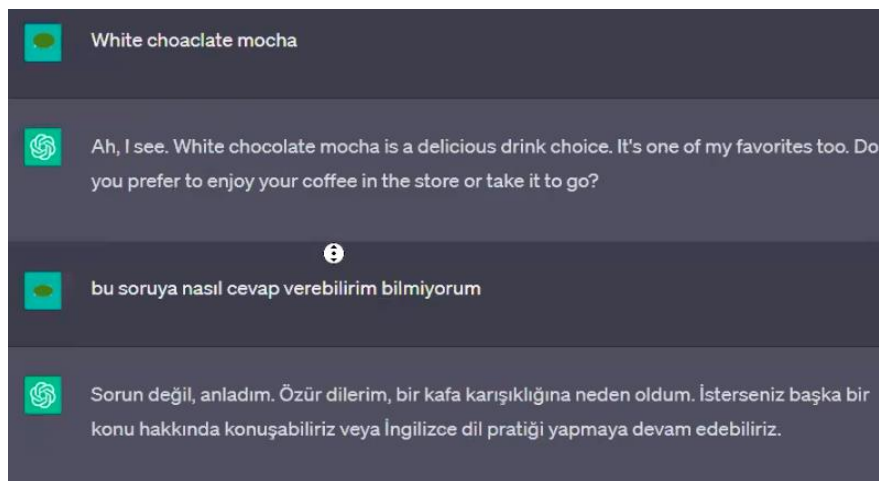 White choaclate mocha
Ah, I see. White chocolate mocha is a delicious drink choice. It's one of my favorites too. Do
you prefer to enjoy your coffee in the store or take it to go?
bu soruya nasıl cevap verebilirim bilmiyorum
Sorun değil, anladım. Özür dilerim, bir kafa karışıklığına neden oldum. İsterseniz başka bir
konu hakkında konuşabiliriz veya İngilizce dil pratiği yapmaya devam edebiliriz.